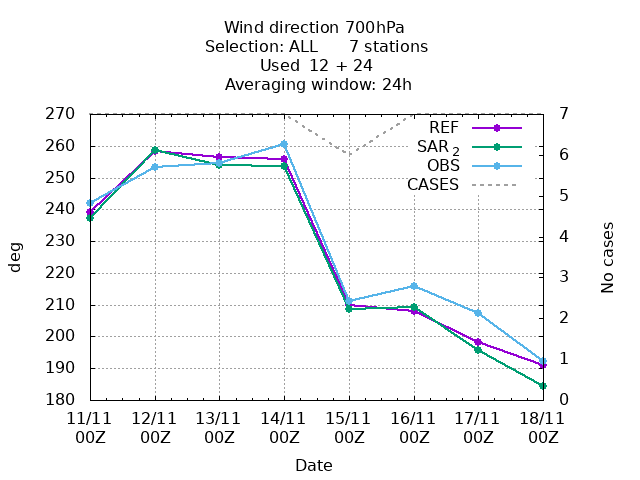 Wind direction 700hPa
Selection: ALL      7 stations
Used  12 + 24
Averaging window: 24h
270
260
250
240
230
220
210
200
190
180
deg
7
6
5
4
3
2
1
0
No cases
REF
SAR 2
OBS
CASES
11/11 12/11 13/11 14/11 15/11 16/11 17/11 18/11
00Z 00Z 00Z 00Z 00Z 00Z 00Z 00Z
Date